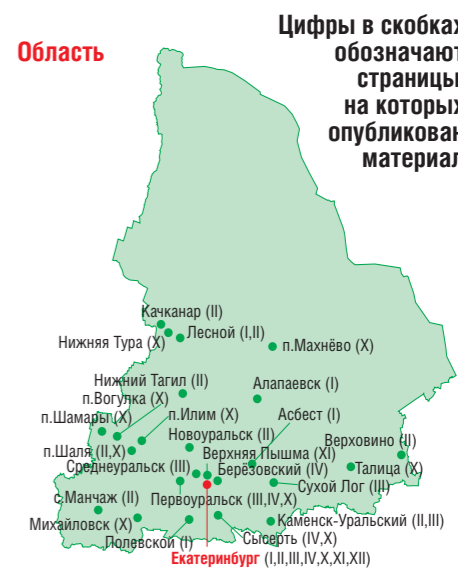 Область
Цифры в скобках
обозначают
страницы,
на которых
опубликован
материал
Качканар (II)
Лесной (I,II)
Нижняя Тура (X)
п.Махнёво (X)
Нижний Тагил (II)
Алапаевск (I)
п.Вогулка (X)
п.Шамары (X)
п.Илим (X)
Асбест (I)
Новоуральск (II)
Верховино (II)
п.Шаля (II,X)
Верхняя Пышма (XI)
Среднеуральск (III)
Берёзовский (IV)
Талица (X)
Сухой Лог (III)
с.Манчаж (II)
Первоуральск (III,IV,X)
Михайловск (X)
Каменск-Уральский (II,III)
Сысерть (IV,X)
Полевской (I)
Екатеринбург (I,II,III,IV,X,XI,XII)